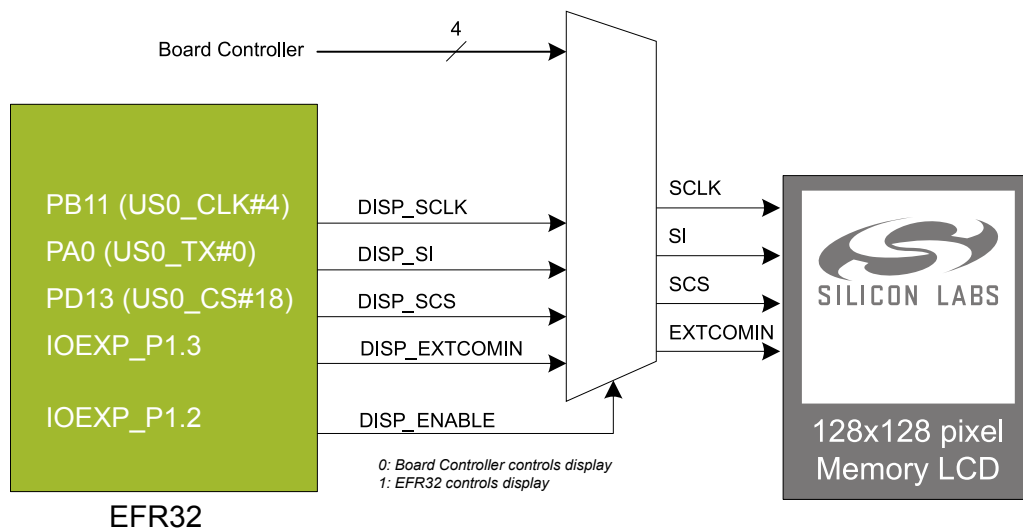 4
Board Controller
PB11 (US0_CLK#4)
PA0 (US0_TX#0)
PD13 (US0_CS#18)
IOEXP_P1.3
IOEXP_P1.2
EFR32
DISP_SCLK
DISP_SI
DISP_SCS
DISP_EXTCOMIN
DISP_ENABLE
0: Board Controller controls display
1: EFR32 controls display
SCLK
SI
SCS
EXTCOMIN
SILICON LABS
128x128 pixel
Memory LCD